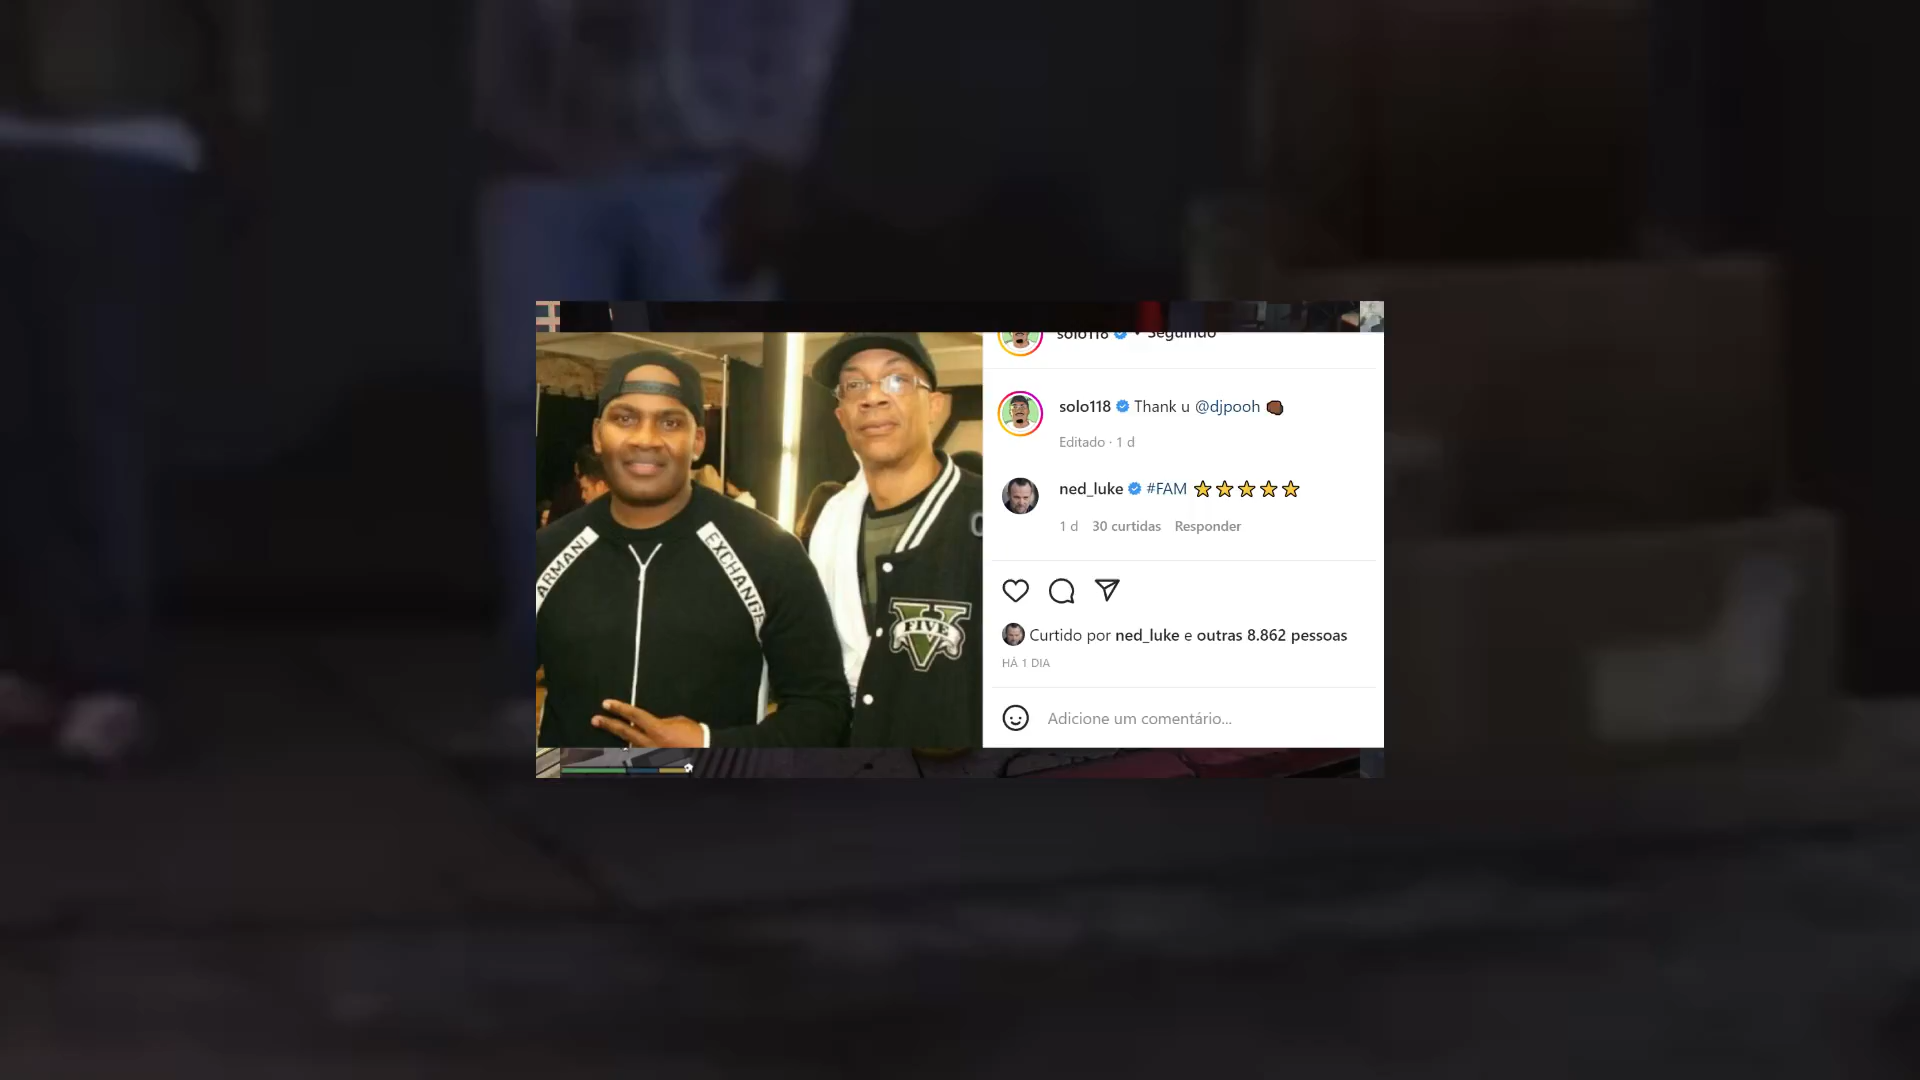 solo118 • Seguindo
solo118 Thank u @djpooh
Editado · 1 d
ned_luke #FAM
1 d 30 curtidas Responder
Curtido por ned_luke e outras 8.862 pessoas
HÁ 1 DIA
Adicione um comentário...
ARMANI
EXCHANGE
V
FIVE